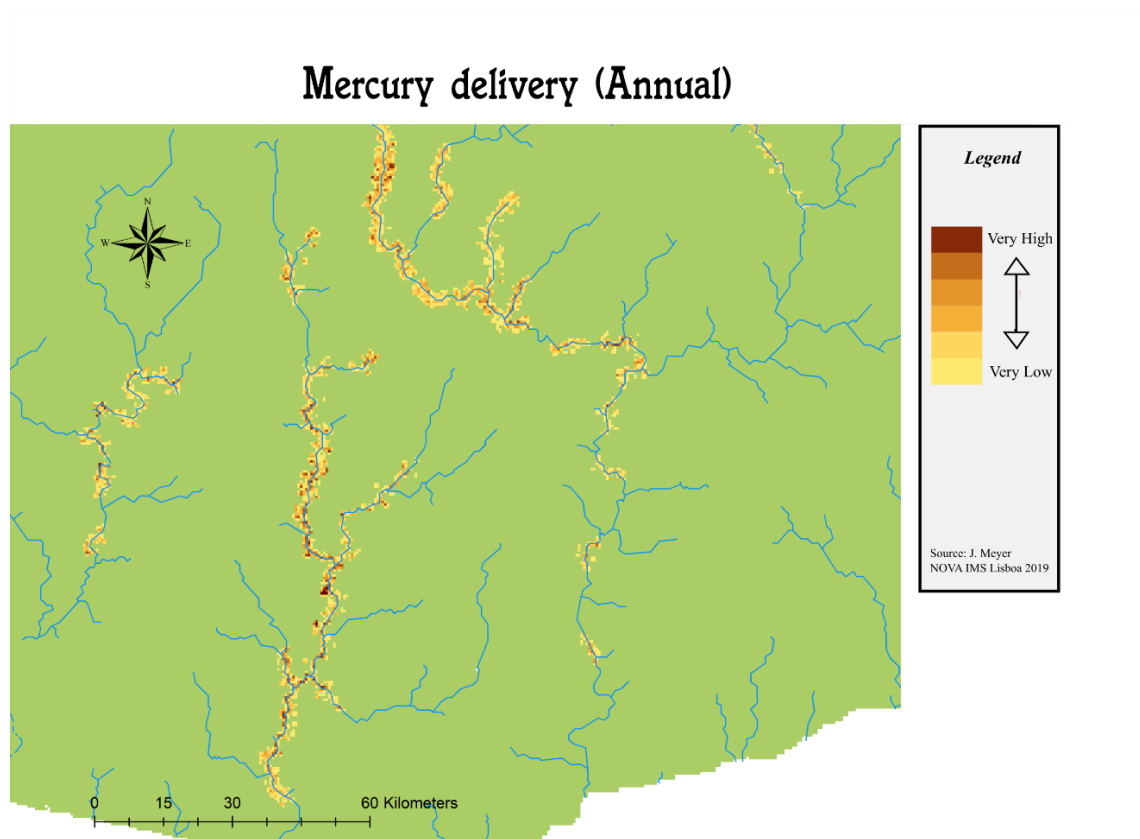 Mercury delivery (Annual)
N
W E
S
Legend
Very High
Very Low
Source: J. Meyer
NOVA IMS Lisboa 2019
0 15 30 60 Kilometers